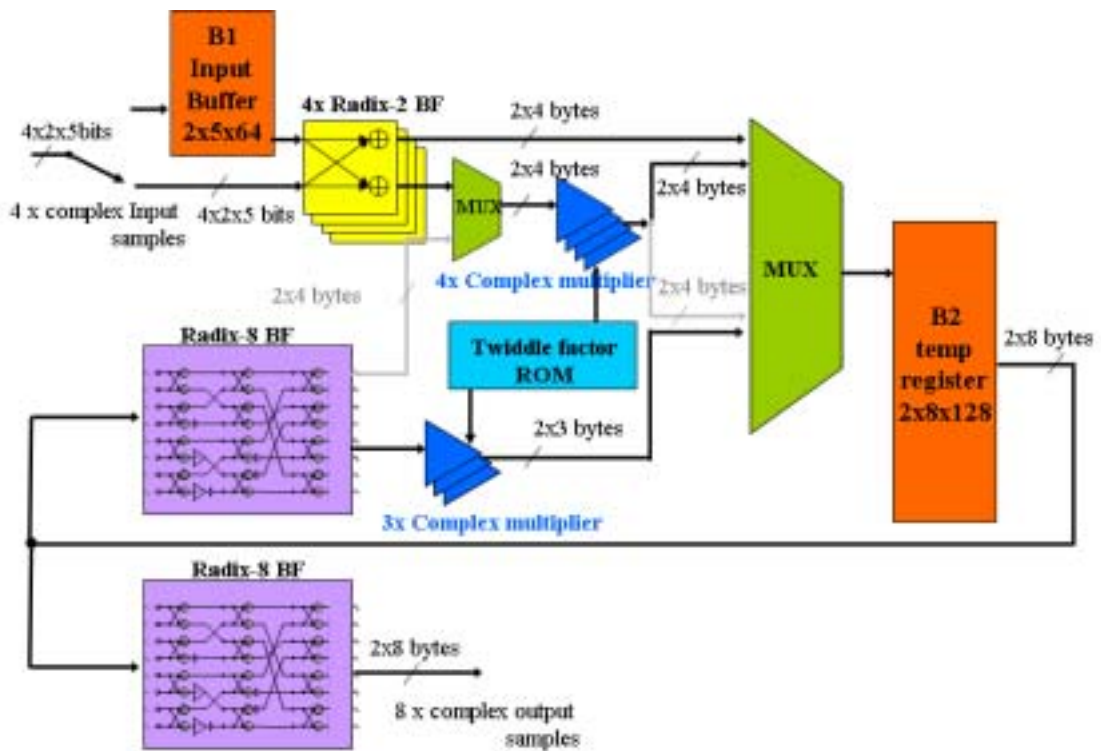 B1
Input
Buffer
2x5x64
4x Radix-2 BF
2x4 bytes
4x2x5bits
2x4 bytes
2x4 bytes
MUX
4x2x5 bits
4 x complex Input
samples
MUX
4x Complex multiplier
2x4 bytes
2x4 bytes
B2
temp
register
2x8x128
2x8 bytes
Radix-8 BF
Twiddle factor
ROM
2x3 bytes
3x Complex multiplier
Radix-8 BF
2x8 bytes
8 x complex output
samples